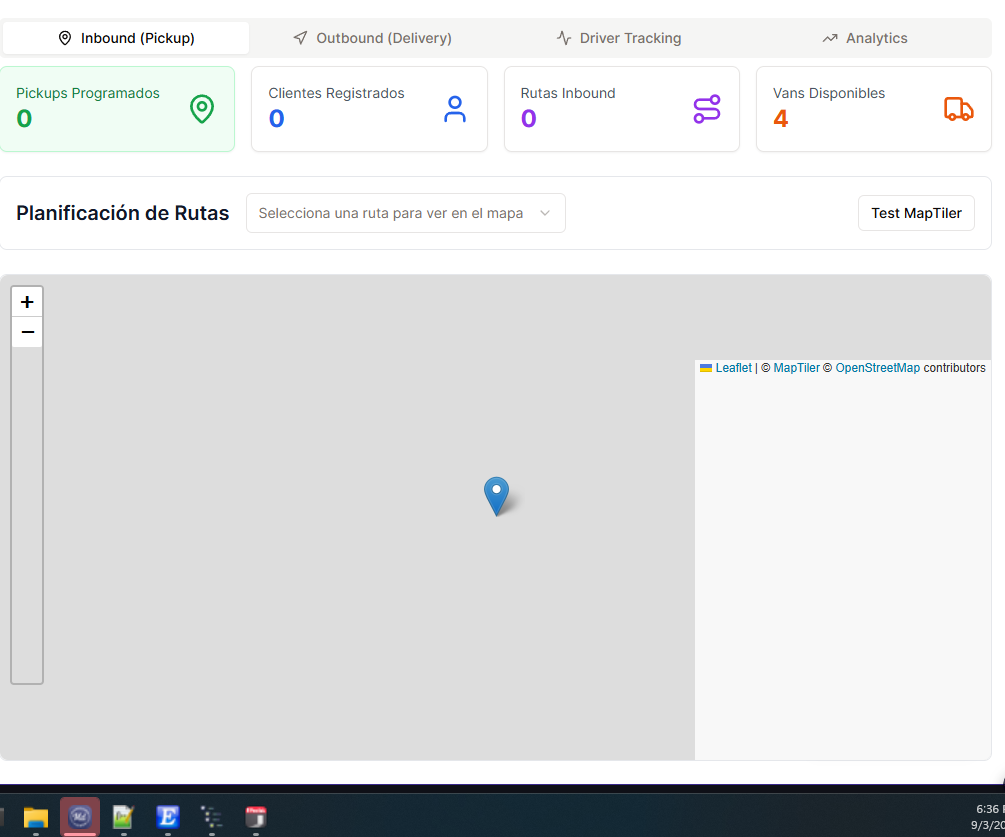 Inbound (Pickup) Outbound (Delivery) Driver Tracking Analytics
Pickups Programados
0
Clientes Registrados
0
Rutas Inbound
0
Vans Disponibles
4
Planificación de Rutas
Selecciona una ruta para ver en el mapa
Test MapTiler
+
−
Leaflet | © MapTiler © OpenStreetMap contributors
6:36
9/3/20